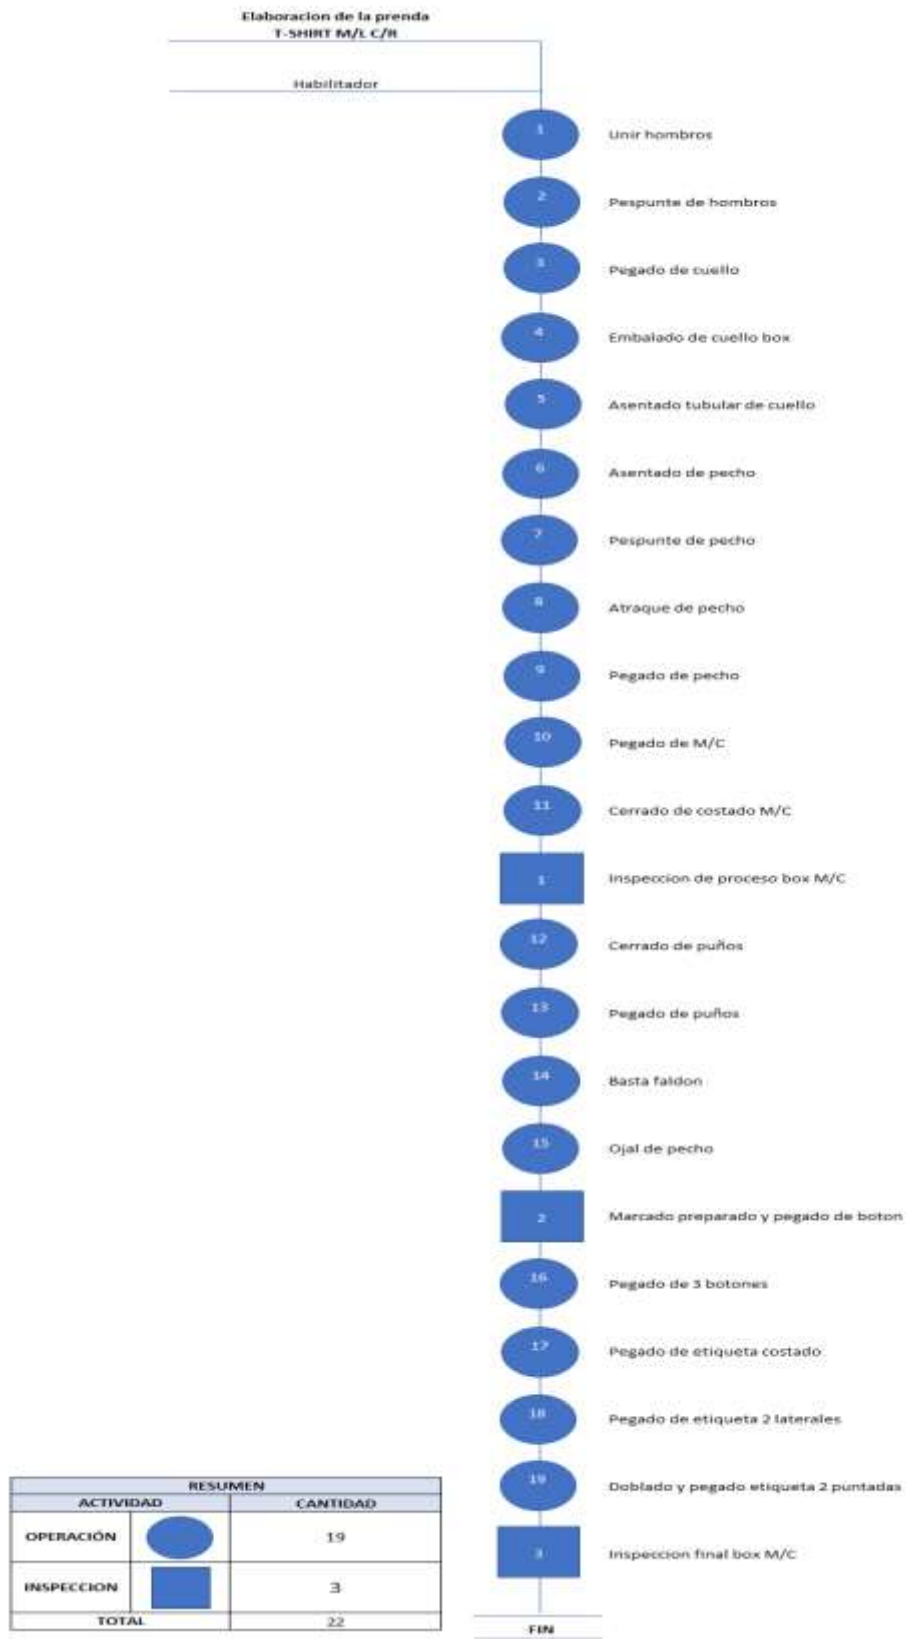 Elaboracion de la prenda
T-SHIRT M/L C/R
Habilitador
1 Unir hombros
2 Pespunte de hombros
3 Pegado de cuello
4 Embalado de cuello box
5 Asentado tubular de cuello
6 Asentado de pecho
7 Pespunte de pecho
8 Atraque de pecho
9 Pegado de pecho
10 Pegado de M/C
11 Cerrado de costado M/C
1 Inspeccion de proceso box M/C
12 Cerrado de puños
13 Pegado de puños
14 Basta faldon
15 Ojal de pecho
2 Marcado preparado y pegado de boton
16 Pegado de 3 botones
17 Pegado de etiqueta costado
18 Pegado de etiqueta 2 laterales
19 Doblado y pegado etiqueta 2 puntadas
3 Inspeccion final box M/C
FIN
RESUMEN
ACTIVIDAD CANTIDAD
OPERACIÓN 19
INSPECCION 3
TOTAL 22